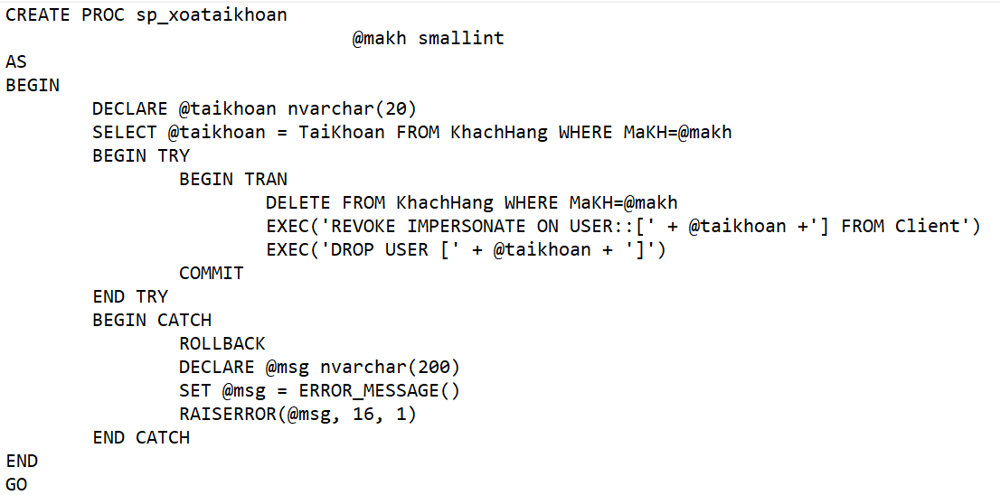 CREATE PROC sp_xoataikhoan
@makh smallint
AS
BEGIN
DECLARE @taikhoan nvarchar(20)
SELECT @taikhoan = TaiKhoan FROM KhachHang WHERE MaKH=@makh
BEGIN TRY
BEGIN TRAN
DELETE FROM KhachHang WHERE MaKH=@makh
EXEC('REVOKE IMPERSONATE ON USER::[' + @taikhoan +'] FROM Client')
EXEC('DROP USER [' + @taikhoan + ']')
COMMIT
END TRY
BEGIN CATCH
ROLLBACK
DECLARE @msg nvarchar(200)
SET @msg = ERROR_MESSAGE()
RAISERROR(@msg, 16, 1)
END CATCH
END
GO